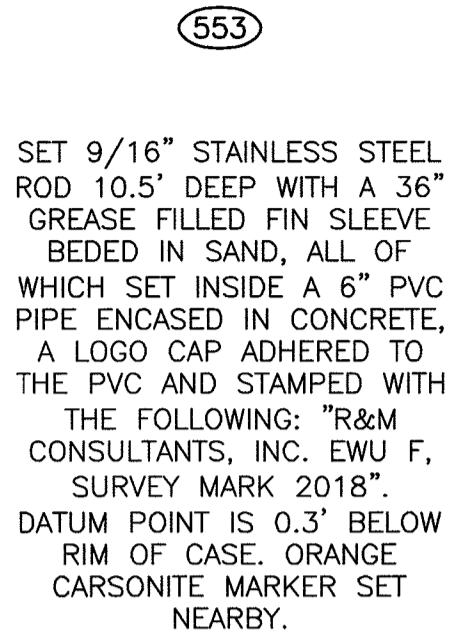 553
SET 9/16" STAINLESS STEEL
ROD 10.5' DEEP WITH A 36"
GREASE FILLED FIN SLEEVE
BEDED IN SAND, ALL OF
WHICH SET INSIDE A 6" PVC
PIPE ENCASED IN CONCRETE,
A LOGO CAP ADHERED TO
THE PVC AND STAMPED WITH
THE FOLLOWING: "R&M
CONSULTANTS, INC. EWU F,
SURVEY MARK 2018".
DATUM POINT IS 0.3' BELOW
RIM OF CASE. ORANGE
CARSONITE MARKER SET
NEARBY.